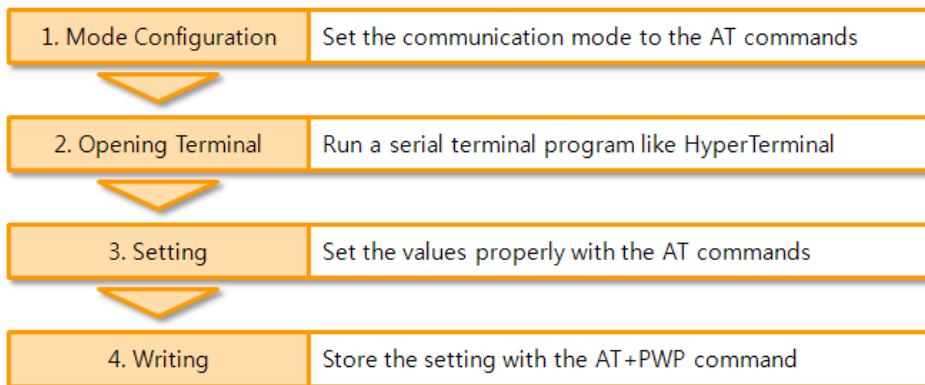 1. Mode Configuration
Set the communication mode to the AT commands
2. Opening Terminal
Run a serial terminal program like HyperTerminal
3. Setting
Set the values properly with the AT commands
4. Writing
Store the setting with the AT+PWP command